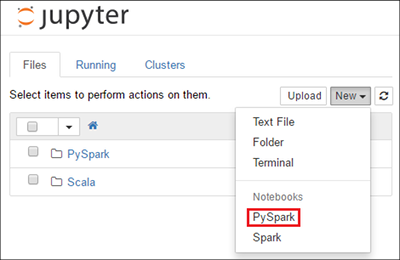 jupyter
Files Running Clusters
Select items to perform actions on them. Upload New
Text File
Folder
Terminal
Notebooks
PySpark
Spark
PySpark
Scala